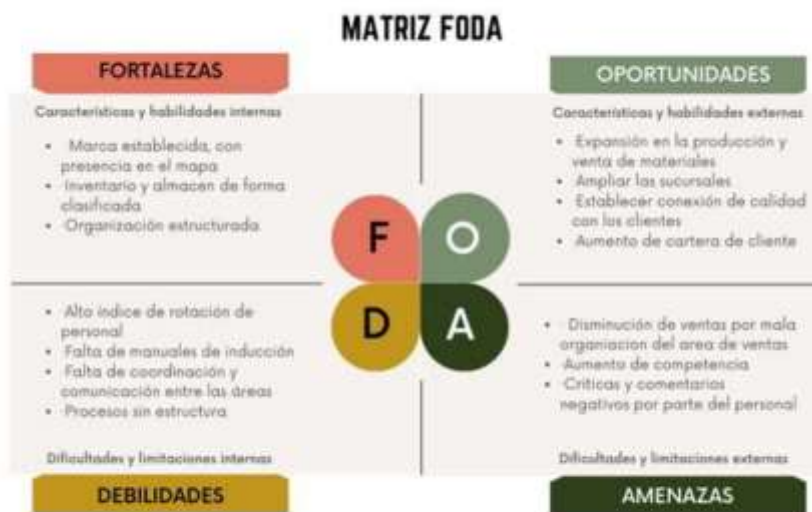 MATRIZ FODA
FORTALEZAS
Características y habilidades internas
• Marca establecida, con
presencia en el mapa
• Inventario y almacen de forma
clasificada
• Organización estructurada
OPORTUNIDADES
Características y habilidades externas
• Expansión en la producción y
venta de materiales
• Ampliar las sucursales
• Establecer conexión de calidad
con los clientes
• Aumento de cartera de cliente
F
O
D
A
• Alto indice de rotación de
personal
• Falta de manuales de inducción
• Falta de coordinación y
comunicación entre las áreas
• Procesos sin estructura
Dificultades y limitaciones internas
DEBILIDADES
• Disminución de ventas por mala
organiacion del area de ventas
• Aumento de competencia
• Criticas y comentarios
negativos por parte del personal
Dificultades y limitaciones externas
AMENAZAS